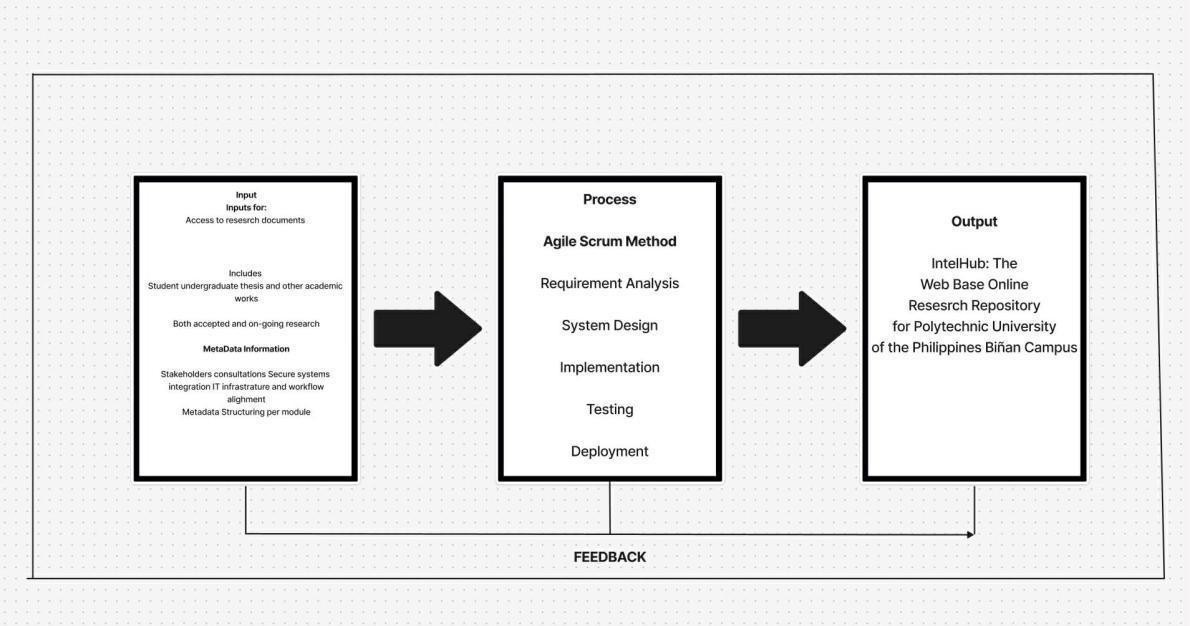 Input
Inputs for:
Access to resesrch documents
Includes
Student undergraduate thesis and other academic
works
Both accepted and on-going research
MetaData Information
Stakeholders consultations Secure systems
integration IT infrastrature and workflow
alighment
Metadata Structuring per module
Process
Agile Scrum Method
Requirement Analysis
System Design
Implementation
Testing
Deployment
Output
IntelHub: The
Web Base Online
Resesrch Repository
for Polytechnic University
of the Philippines Biñan Campus
FEEDBACK